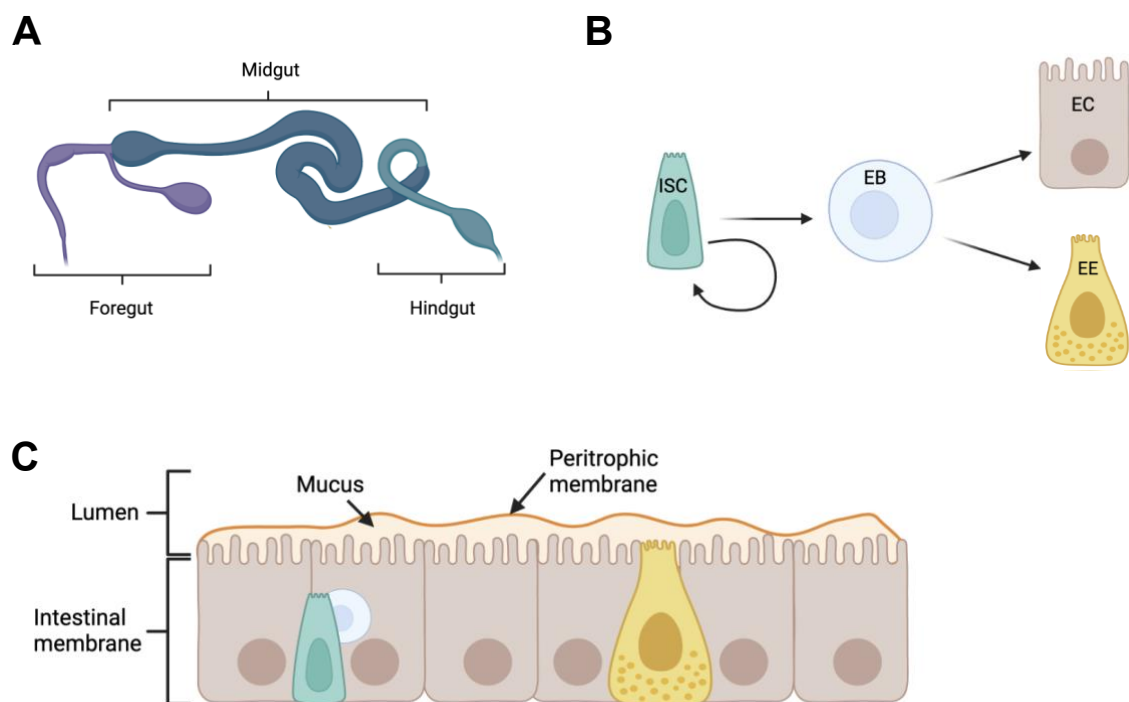 A
Midgut
Foregut
Hindgut
B
ISC
EB
EC
EE
C
Lumen
Mucus
Peritrophic
membrane
Intestinal
membrane